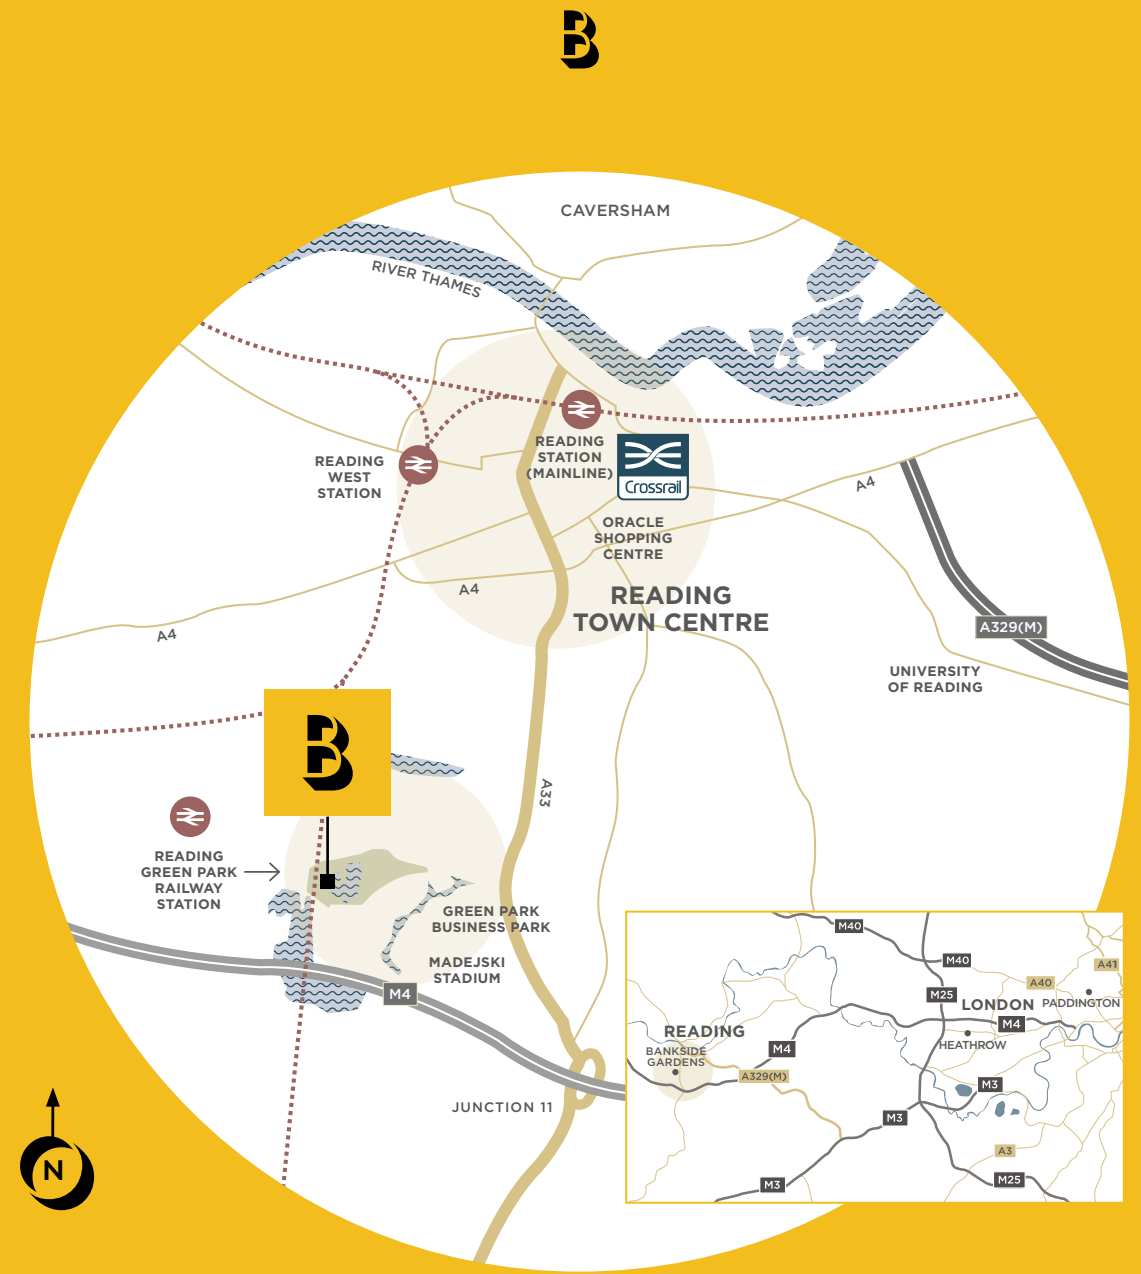 B
CAVERSHAM
RIVER THAMES
READING
STATION
(MAINLINE)
Crossrail
READING
WEST
STATION
A4
ORACLE
SHOPPING
CENTRE
A4
READING
TOWN CENTRE
A4
A329(M)
UNIVERSITY
OF READING
B
A33
READING
GREEN PARK
RAILWAY
STATION
GREEN PARK
BUSINESS PARK
MADEJSKI
STADIUM
M4
JUNCTION 11
N
M40
M40
A41
A40
M25
LONDON
PADDINGTON
M4
READING
HEATHROW
M4
BANKSIDE
GARDENS
A329(M)
M3
M3
A3
M25
M3